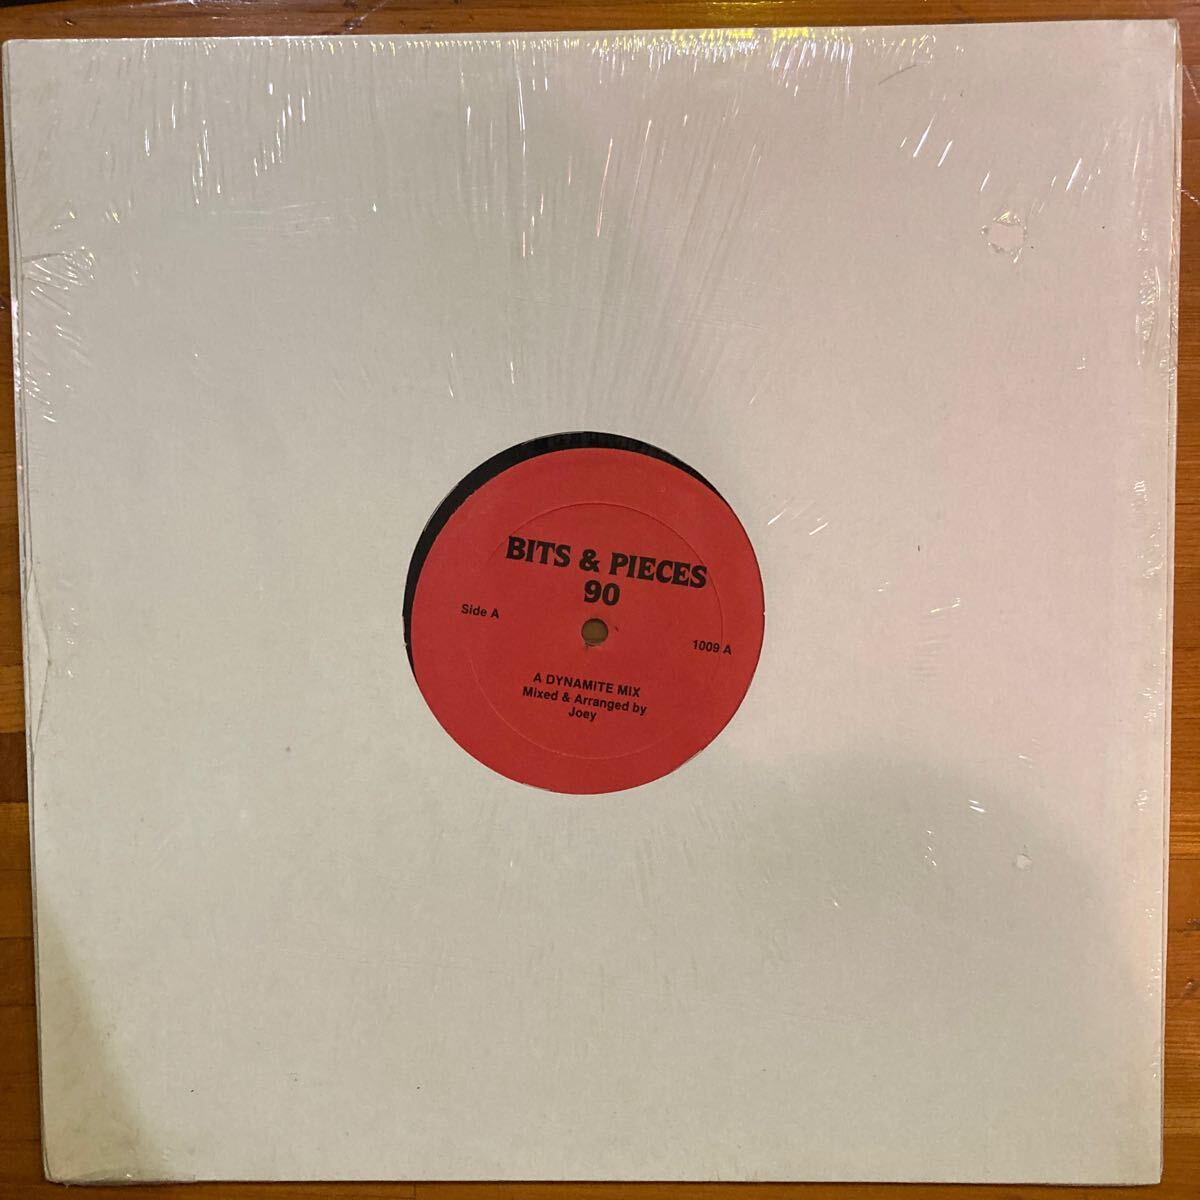 BITS & PIECES
90
Side A
1009 A
A DYNAMITE MIX
Mixed & Arranged by
Joey